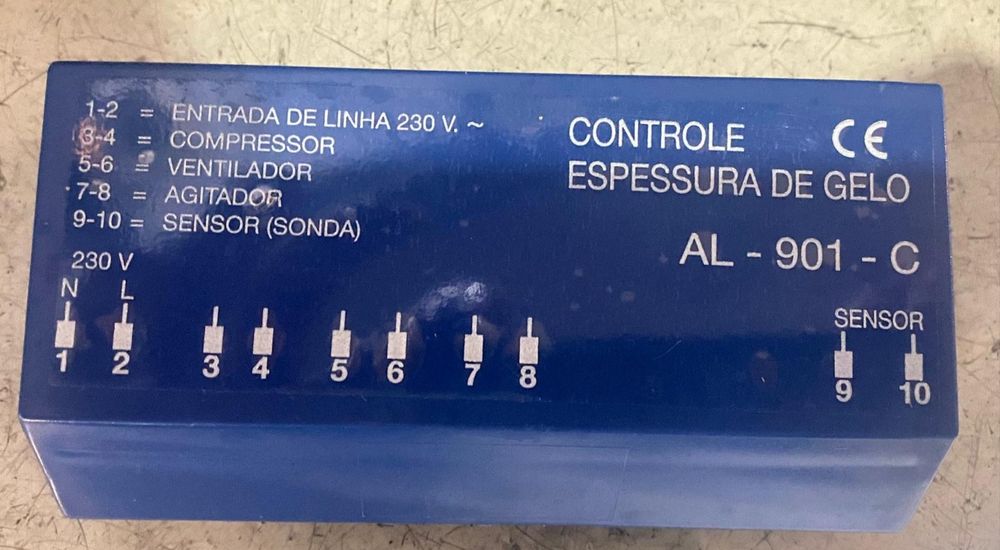 1-2 = ENTRADA DE LINHA 230 V. ~
3-4 = COMPRESSOR
5-6 = VENTILADOR
7-8 = AGITADOR
9-10 = SENSOR (SONDA)
CONTROLE CE
ESPESSURA DE GELO
AL - 901 - C
230 V
N L
SENSOR
1 2 3 4 5 6 7 8 9 10